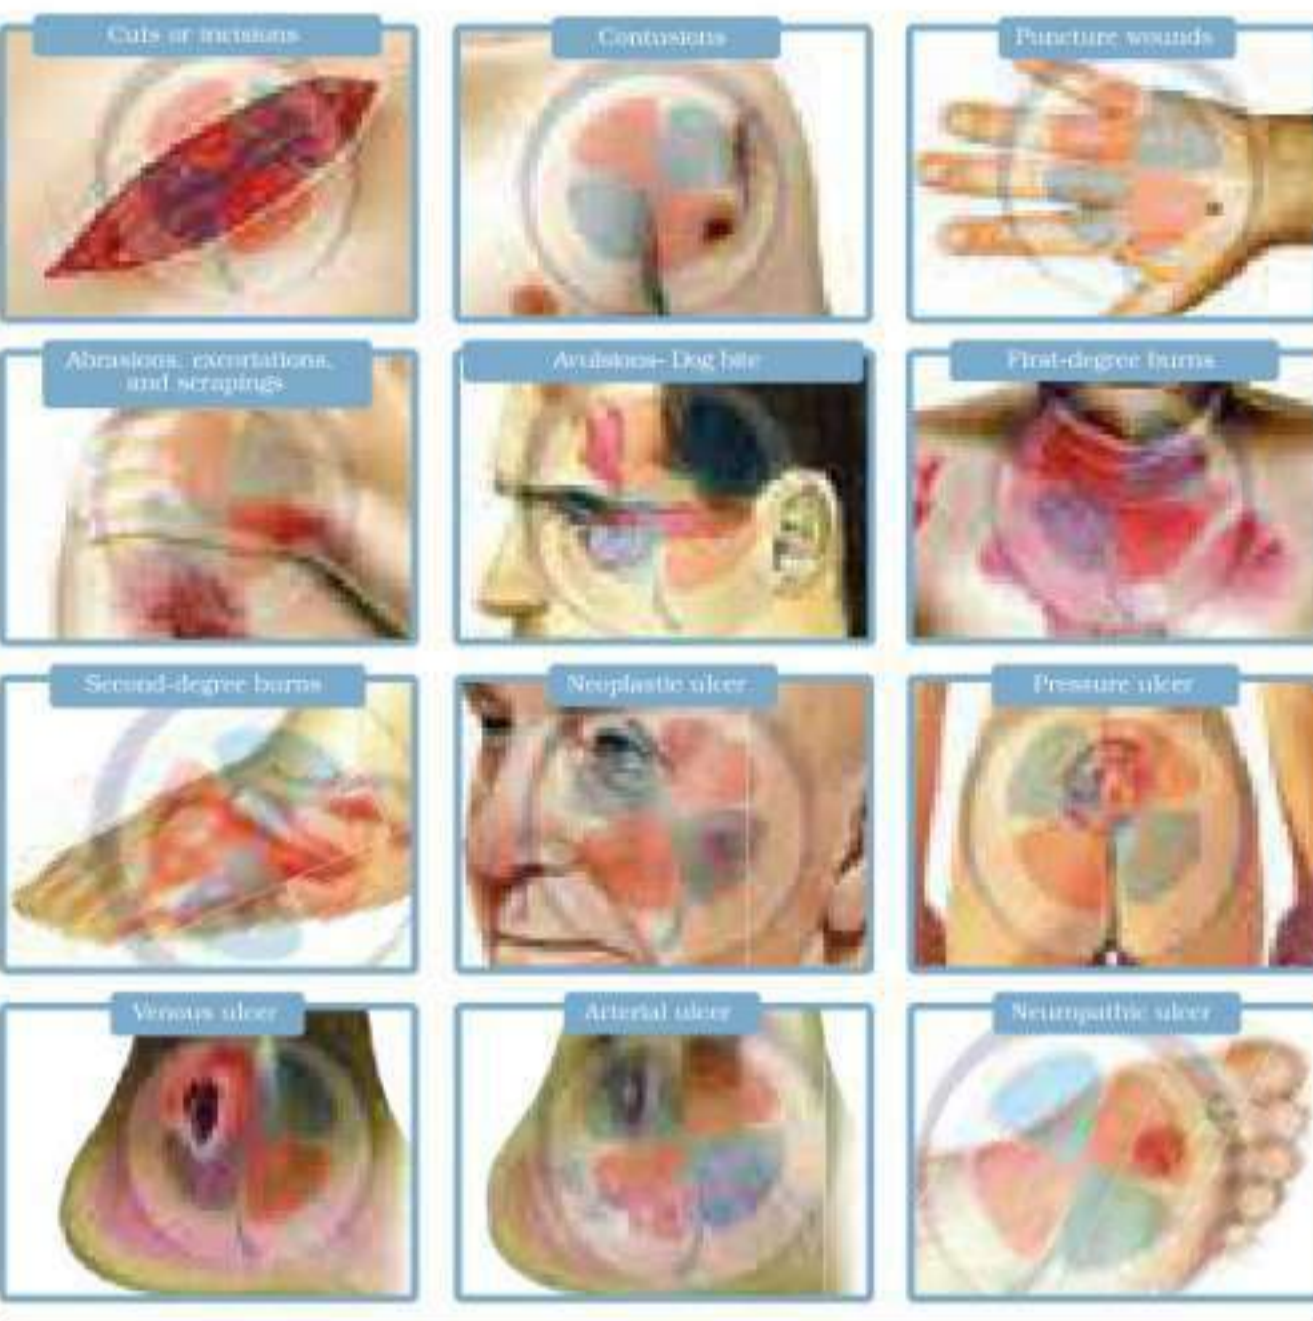 Cuts or incisions
Contusions
Puncture wounds
Abrasions, excoriations,
and scrapings
Avulsions- Dog bite
First-degree burns
Second-degree burns
Neoplastic ulcer
Pressure ulcer
Venous ulcer
Arterial ulcer
Neuropathic ulcer